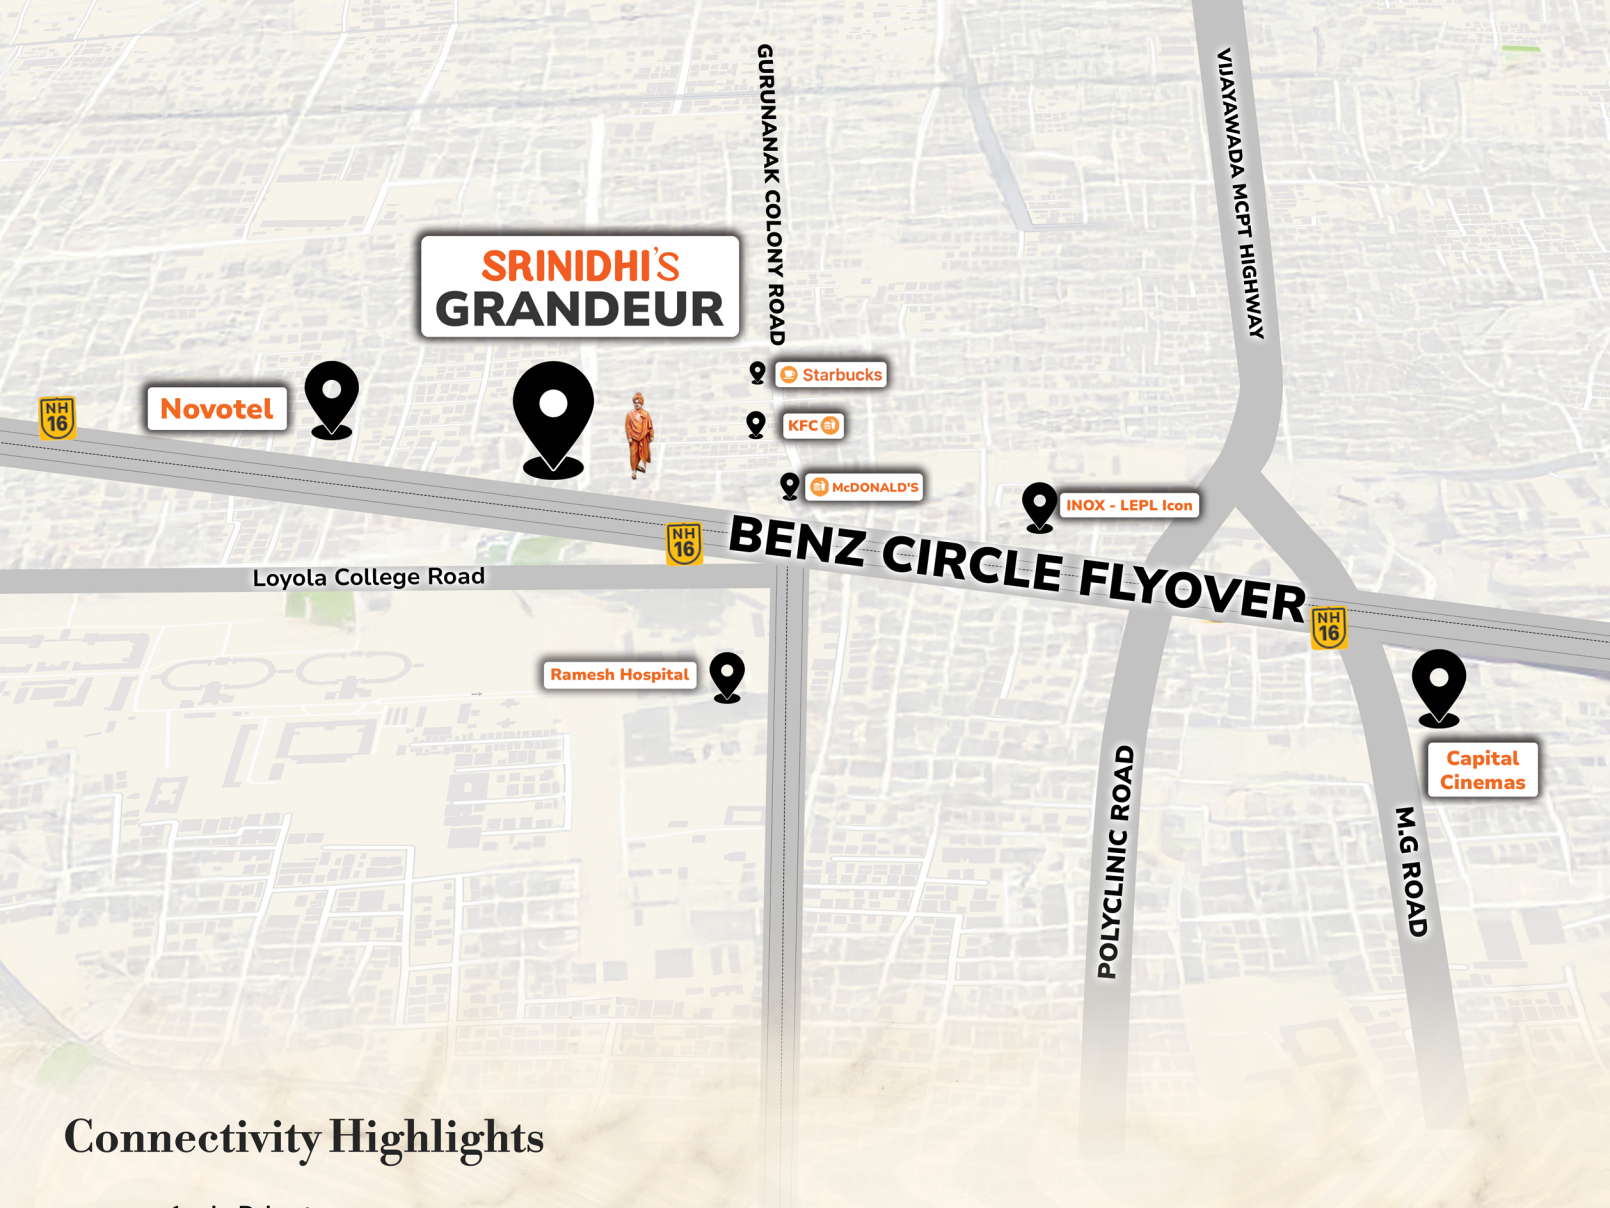 GURUNANAK COLONY ROAD
VIJAYAWADA MCPT HIGHWAY
SRINIDHI'S
GRANDEUR
Starbucks
Novotel
NH
16
KFC
McDONALD'S
INOX - LEPL Icon
NH
16
BENZ CIRCLE FLYOVER
Loyola College Road
NH
16
Ramesh Hospital
Capital
Cinemas
POLYCLINIC ROAD
M.G ROAD
Connectivity Highlights